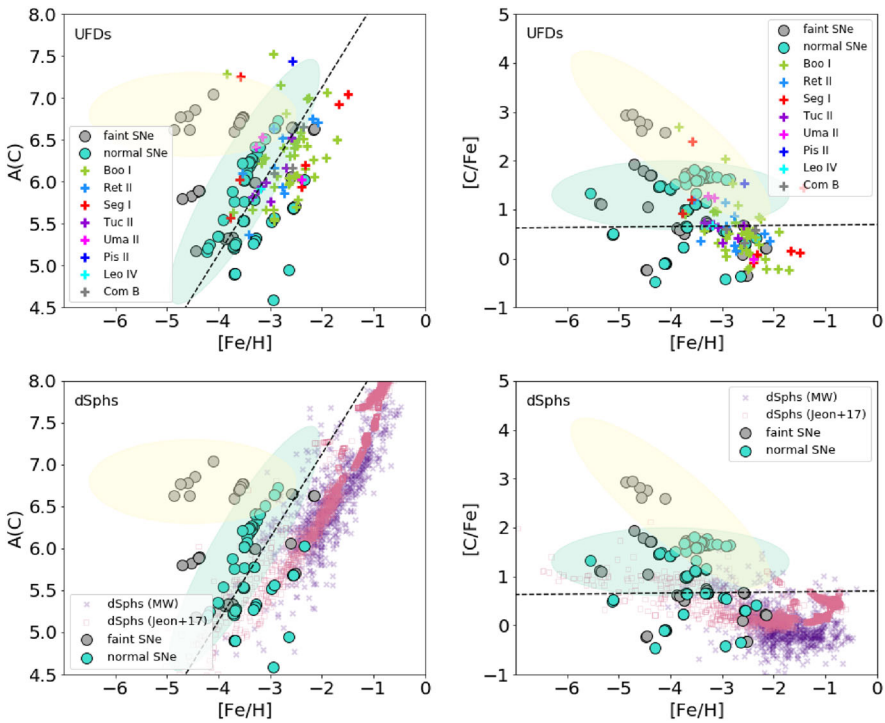 UFDs
8.0
7.5
7.0
6.5
6.0
5.5
5.0
4.5
A(C)
faint SNe
normal SNe
Boo I
Ret II
Seg I
Tuc II
Uma II
Pis II
Leo IV
Com B
−6 −5 −4 −3 −2 −1 0
[Fe/H]
UFDs
5
4
3
2
1
0
−1
[C/Fe]
faint SNe
normal SNe
Boo I
Ret II
Seg I
Tuc II
Uma II
Pis II
Leo IV
Com B
−6 −5 −4 −3 −2 −1 0
[Fe/H]
dSphs
8.0
7.5
7.0
6.5
6.0
5.5
5.0
4.5
A(C)
dSphs (MW)
dSphs (Jeon+17)
faint SNe
normal SNe
−6 −5 −4 −3 −2 −1 0
[Fe/H]
dSphs
5
4
3
2
1
0
−1
[C/Fe]
dSphs (MW)
dSphs (Jeon+17)
faint SNe
normal SNe
−6 −5 −4 −3 −2 −1 0
[Fe/H]